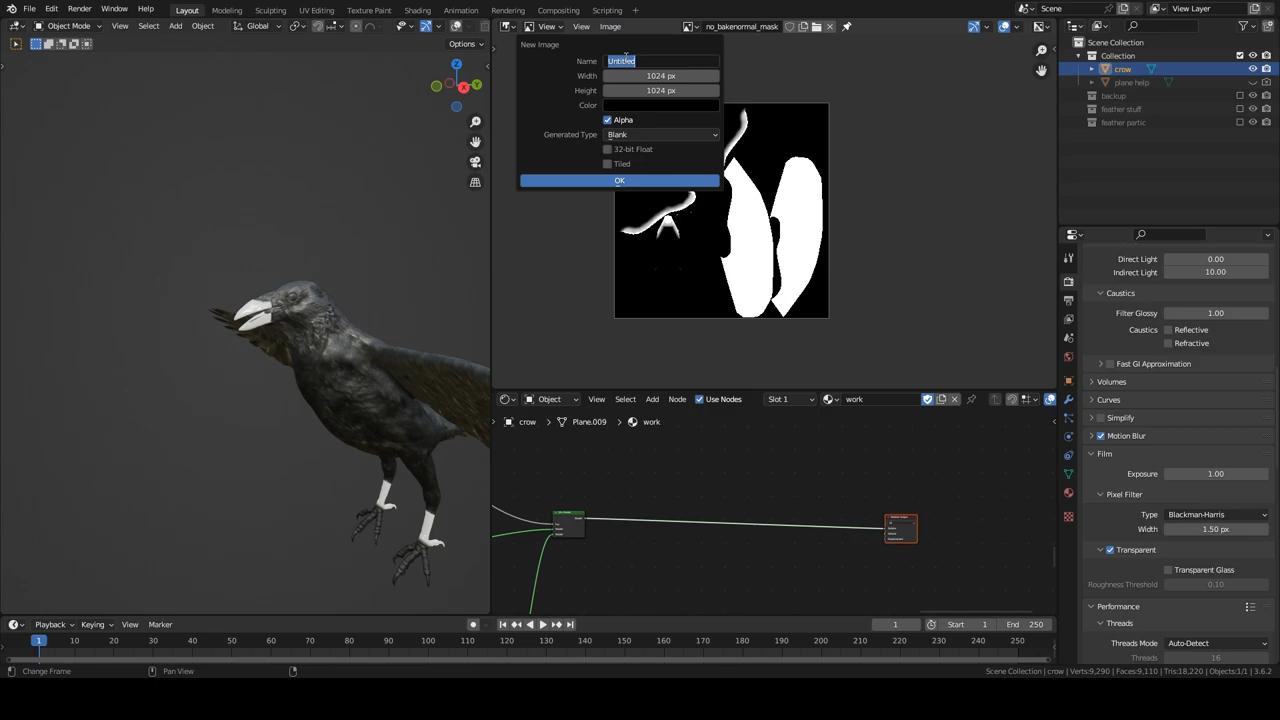 File Edit Render Window Help
Layout Modeling Sculpting UV Editing Texture Paint Shading Animation Rendering Compositing Scripting +
Scene
View Layer
Object Mode View Select Add Object Global
Options
View View Image no_bakenormal_mask
New Image
Name Untitled
Width 1024 px
Height 1024 px
Color
Alpha
Generated Type Blank
32-bit Float
Tiled
OK
Scene Collection
Collection
crow
plane help
backup
feather stuff
feather partic
Direct Light 0.00
Indirect Light 10.00
Caustics
Filter Glossy 1.00
Caustics Reflective
Refractive
Fast GI Approximation
Volumes
Curves
Simplify
Motion Blur
Film
Exposure 1.00
Pixel Filter
Type Blackman-Harris
Width 1.50 px
Transparent
Transparent Glass
Roughness Threshold 0.10
Performance
Threads
Threads Mode Auto-Detect
Threads 16
Object View Select Add Node Use Nodes Slot 1 work
crow > Plane.009 > work
Playback Keying View Marker
1 Start 1 End 250
1 10 20 30 40 50 60 70 80 90 100 110 120 130 140 150 160 170 180 190 200 210 220 230 240 250
Change Frame Pan View
Scene Collection | crow | Verts:9,290 | Faces:9,110 | Tris:18,220 | Objects:1/1 | 3.6.2